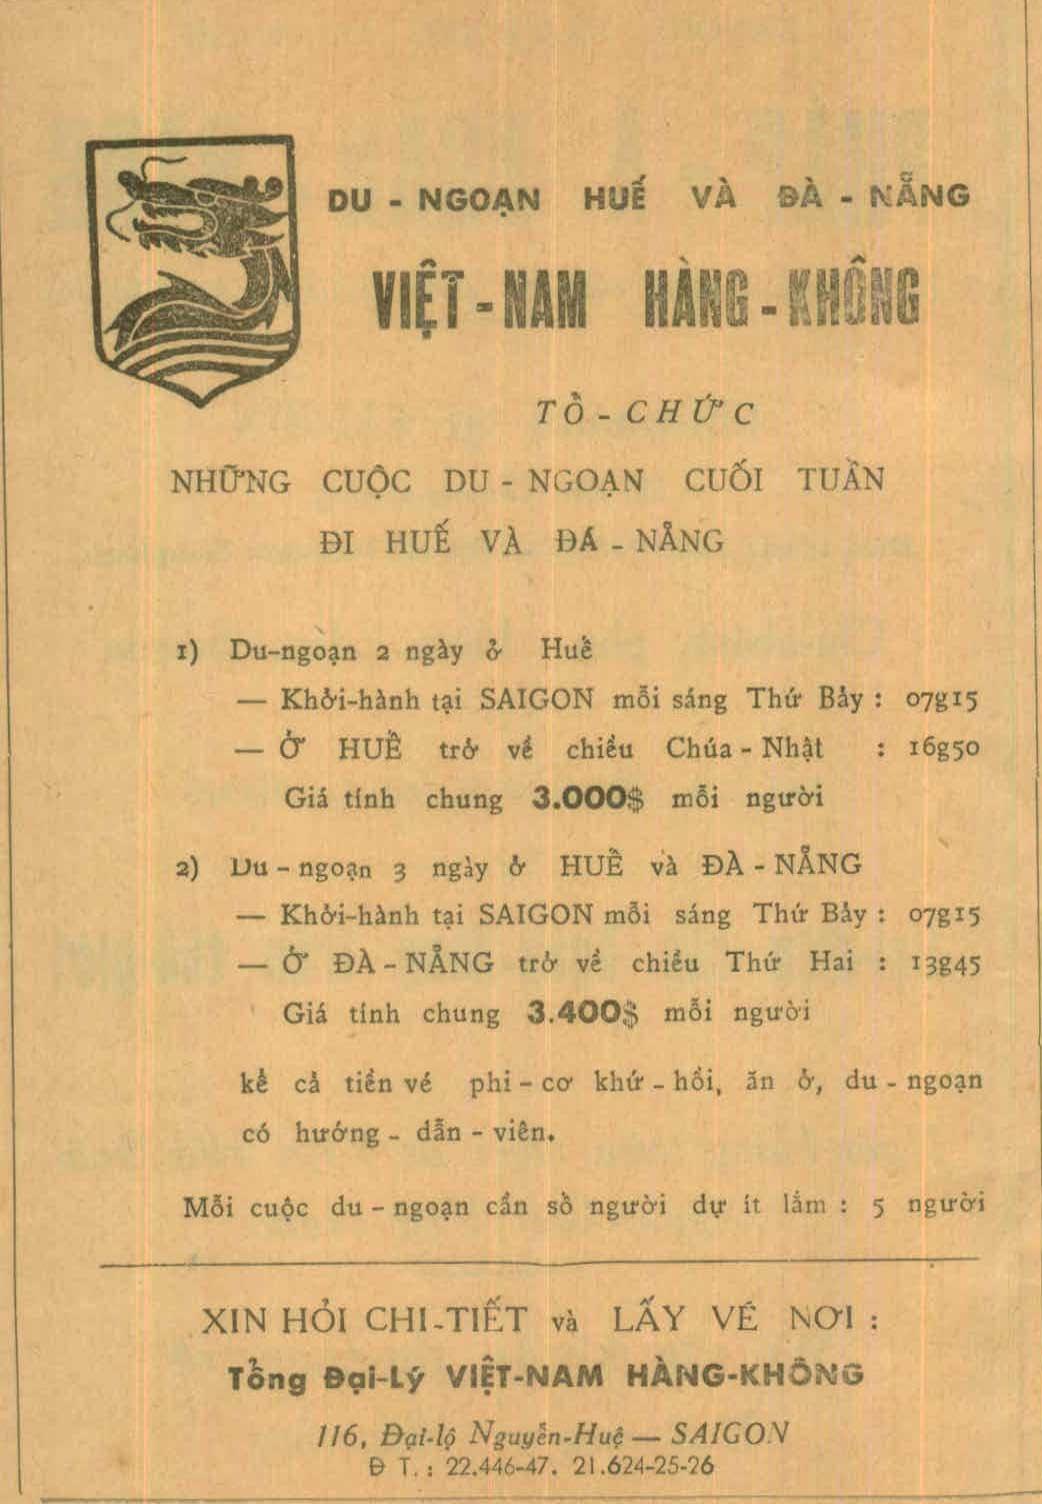 DU - NGOẠN HUẾ VÀ ĐÀ - NẴNG
VIỆT - NAM HÀNG - KHÔNG
TỔ - CHỨC
NHỮNG CUỘC DU - NGOẠN CUỐI TUẦN
ĐI HUẾ VÀ ĐÁ - NẴNG
1) Du-ngoạn 2 ngày ở Huế
— Khởi-hành tại SAIGON mỗi sáng Thứ Bảy : 07g15
— Ở HUẾ trở về chiều Chúa - Nhật : 16g50
Giá tính chung 3.000$ mỗi người
2) Du - ngoạn 3 ngày ở HUẾ và ĐÀ - NẴNG
— Khởi-hành tại SAIGON mỗi sáng Thứ Bảy : 07g15
— Ở ĐÀ - NẴNG trở về chiều Thứ Hai : 13g45
Giá tính chung 3.400$ mỗi người
kể cả tiền vé phi - cơ khứ - hồi, ăn ở, du - ngoạn
có hướng - dẫn - viên.
Mỗi cuộc du - ngoạn cần số người dự ít lắm : 5 người
XIN HỎI CHI-TIẾT và LẤY VÉ NƠI :
Tổng Đại-Lý VIỆT-NAM HÀNG-KHÔNG
116, Đại-lộ Nguyễn-Huệ — SAIGON
Đ T. : 22.446-47. 21.624-25-26